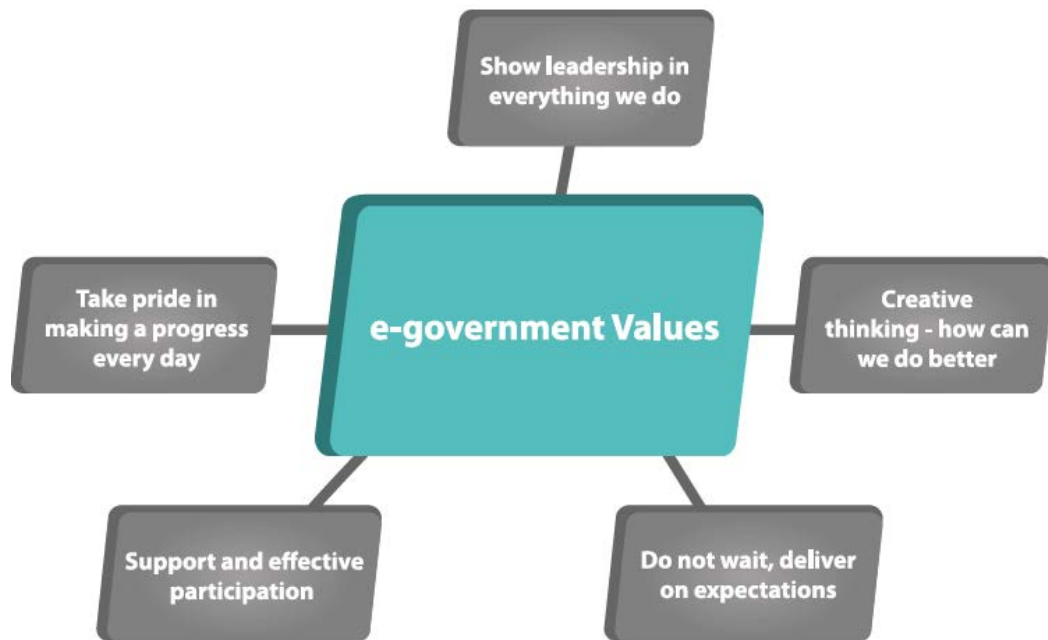 Show leadership in
everything we do
Take pride in
making a progress
every day
e-government Values
Creative
thinking - how can
we do better
Support and effective
participation
Do not wait, deliver
on expectations